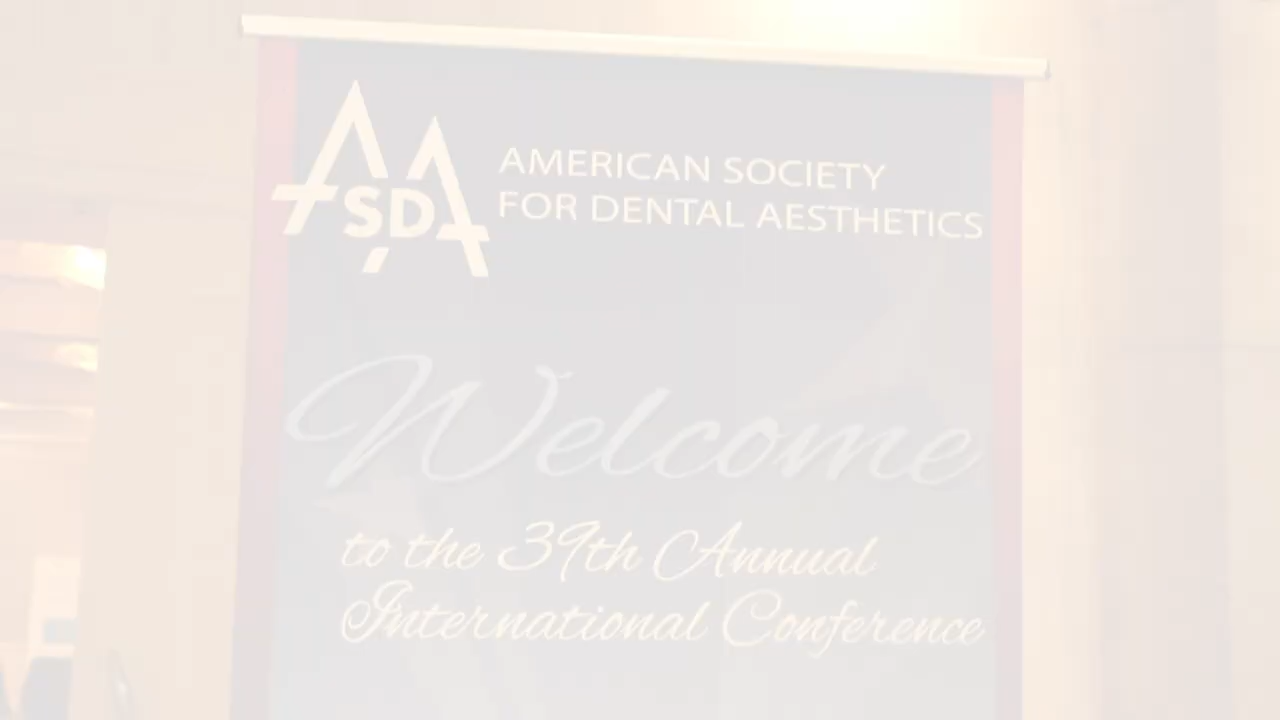 ASDA
AMERICAN SOCIETY
FOR DENTAL AESTHETICS
Welcome
to the 39th Annual
International Conference